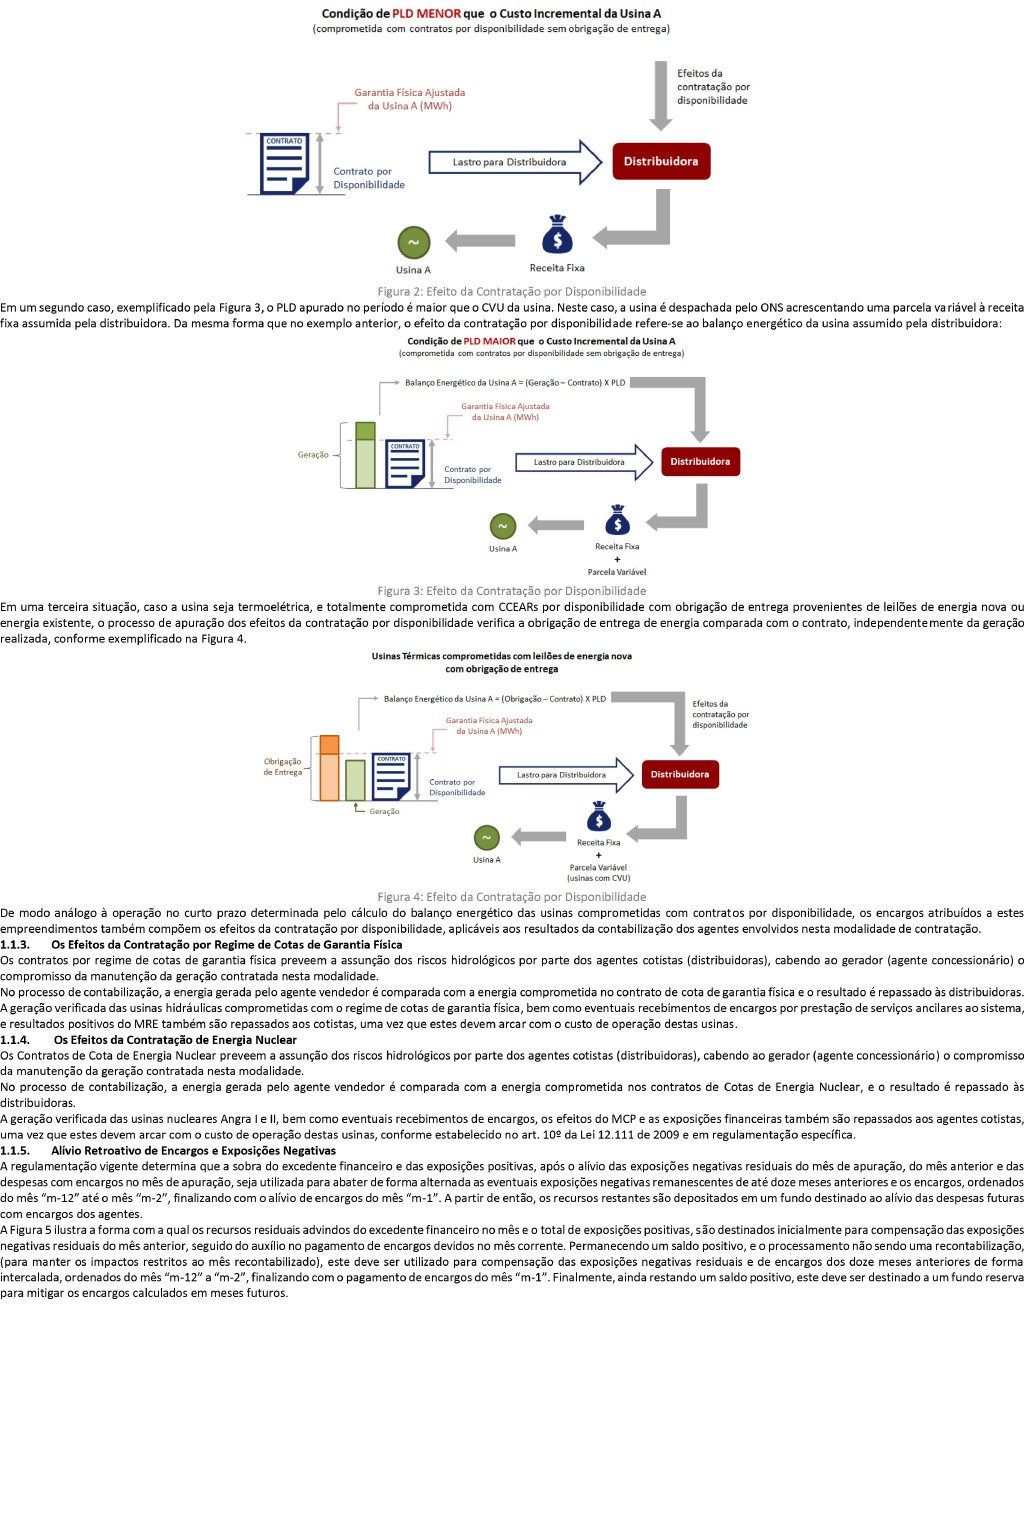 Condição de PLD MENOR que o Custo Incremental da Usina A
(comprometida com contratos por disponibilidade sem obrigação de entrega)
Efeitos da
contratação por
disponibilidade
Garantia Física Ajustada
da Usina A (MWh)
CONTRATO
Contrato por
Disponibilidade
Lastro para Distribuidora
Distribuidora
~
$
Usina A
Receita Fixa
Figura 2: Efeito da Contratação por Disponibilidade
Em um segundo caso, exemplificado pela Figura 3, o PLD apurado no período é maior que o CVU da usina. Neste caso, a usina é despachada pelo ONS acrescentando uma parcela variável à receita
fixa assumida pela distribuidora. Da mesma forma que no exemplo anterior, o efeito da contratação por disponibilidade refere-se ao balanço energético da usina assumido pela distribuidora:
Condição de PLD MAIOR que o Custo Incremental da Usina A
(comprometida com contratos por disponibilidade sem obrigação de entrega)
Balanço Energético da Usina A = (Geração – Contrato) X PLD
Garantia Física Ajustada
da Usina A (MWh)
Geração
CONTRATO
Contrato por
Disponibilidade
Lastro para Distribuidora
Distribuidora
~
$
Usina A
Receita Fixa
+
Parcela Variável
Figura 3: Efeito da Contratação por Disponibilidade
Em uma terceira situação, caso a usina seja termoelétrica, e totalmente comprometida com CCEARs por disponibilidade com obrigação de entrega provenientes de leilões de energia nova ou
energia existente, o processo de apuração dos efeitos da contratação por disponibilidade verifica a obrigação de entrega de energia comparada com o contrato, independentemente da geração
realizada, conforme exemplificado na Figura 4.
Usinas Térmicas comprometidas com leilões de energia nova
com obrigação de entrega
Balanço Energético da Usina A = (Obrigação – Contrato) X PLD
Efeitos da
contratação por
disponibilidade
Garantia Física Ajustada
da Usina A (MWh)
Obrigação
de Entrega
CONTRATO
Contrato por
Disponibilidade
Geração
Lastro para Distribuidora
Distribuidora
~
$
Usina A
Receita Fixa
+
Parcela Variável
(usinas com CVU)
Figura 4: Efeito da Contratação por Disponibilidade
De modo análogo à operação no curto prazo determinada pelo cálculo do balanço energético das usinas comprometidas com contratos por disponibilidade, os encargos atribuídos a estes
empreendimentos também compõem os efeitos da contratação por disponibilidade, aplicáveis aos resultados da contabilização dos agentes envolvidos nesta modalidade de contratação.
1.1.3. Os Efeitos da Contratação por Regime de Cotas de Garantia Física
Os contratos por regime de cotas de garantia física preveem a assunção dos riscos hidrológicos por parte dos agentes cotistas (distribuidoras), cabendo ao gerador (agente concessionário) o
compromisso da manutenção da geração contratada nesta modalidade.
No processo de contabilização, a energia gerada pelo agente vendedor é comparada com a energia comprometida no contrato de cota de garantia física e o resultado é repassado às distribuidoras.
A geração verificada das usinas hidráulicas comprometidas com o regime de cotas de garantia física, bem como eventuais recebimentos de encargos por prestação de serviços ancilares ao sistema,
e resultados positivos do MRE também são repassados aos cotistas, uma vez que estes devem arcar com o custo de operação destas usinas.
1.1.4. Os Efeitos da Contratação de Energia Nuclear
Os Contratos de Cota de Energia Nuclear preveem a assunção dos riscos hidrológicos por parte dos agentes cotistas (distribuidoras), cabendo ao gerador (agente concessionário) o compromisso
da manutenção da geração contratada nesta modalidade.
No processo de contabilização, a energia gerada pelo agente vendedor é comparada com a energia comprometida nos contratos de Cotas de Energia Nuclear, e o resultado é repassado às
distribuidoras.
A geração verificada das usinas nucleares Angra I e II, bem como eventuais recebimentos de encargos, os efeitos do MCP e as exposições financeiras também são repassados aos agentes cotistas,
uma vez que estes devem arcar com o custo de operação destas usinas, conforme estabelecido no art. 10º da Lei 12.111 de 2009 e em regulamentação específica.
1.1.5. Alívio Retroativo de Encargos e Exposições Negativas
A regulamentação vigente determina que a sobra do excedente financeiro e das exposições positivas, após o alívio das exposições negativas residuais do mês de apuração, do mês anterior e das
despesas com encargos no mês de apuração, seja utilizada para abater de forma alternada as eventuais exposições negativas remanescentes de até doze meses anteriores e os encargos, ordenados
do mês “m-12” até o mês “m-2”, finalizando com o alívio de encargos do mês “m-1”. A partir de então, os recursos restantes são depositados em um fundo destinado ao alívio das despesas futuras
com encargos dos agentes.
A Figura 5 ilustra a forma com a qual os recursos residuais advindos do excedente financeiro no mês e o total de exposições positivas, são destinados inicialmente para compensação das exposições
negativas residuais do mês anterior, seguido do auxílio no pagamento de encargos devidos no mês corrente. Permanecendo um saldo positivo, e o processamento não sendo uma recontabilização,
(para manter os impactos restritos ao mês recontabilizado), este deve ser utilizado para compensação das exposições negativas residuais e de encargos dos doze meses anteriores de forma
intercalada, ordenados do mês “m-12” a “m-2”, finalizando com o pagamento de encargos do mês “m-1”. Finalmente, ainda restando um saldo positivo, este deve ser destinado a um fundo reserva
para mitigar os encargos calculados em meses futuros.